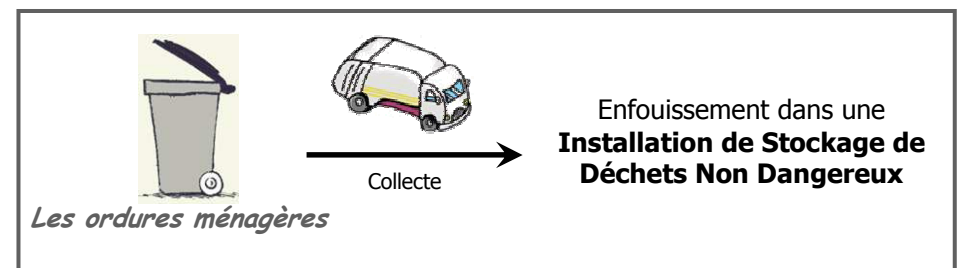 Les ordures ménagères
Collecte
Enfouissement dans une
Installation de Stockage de
Déchets Non Dangereux